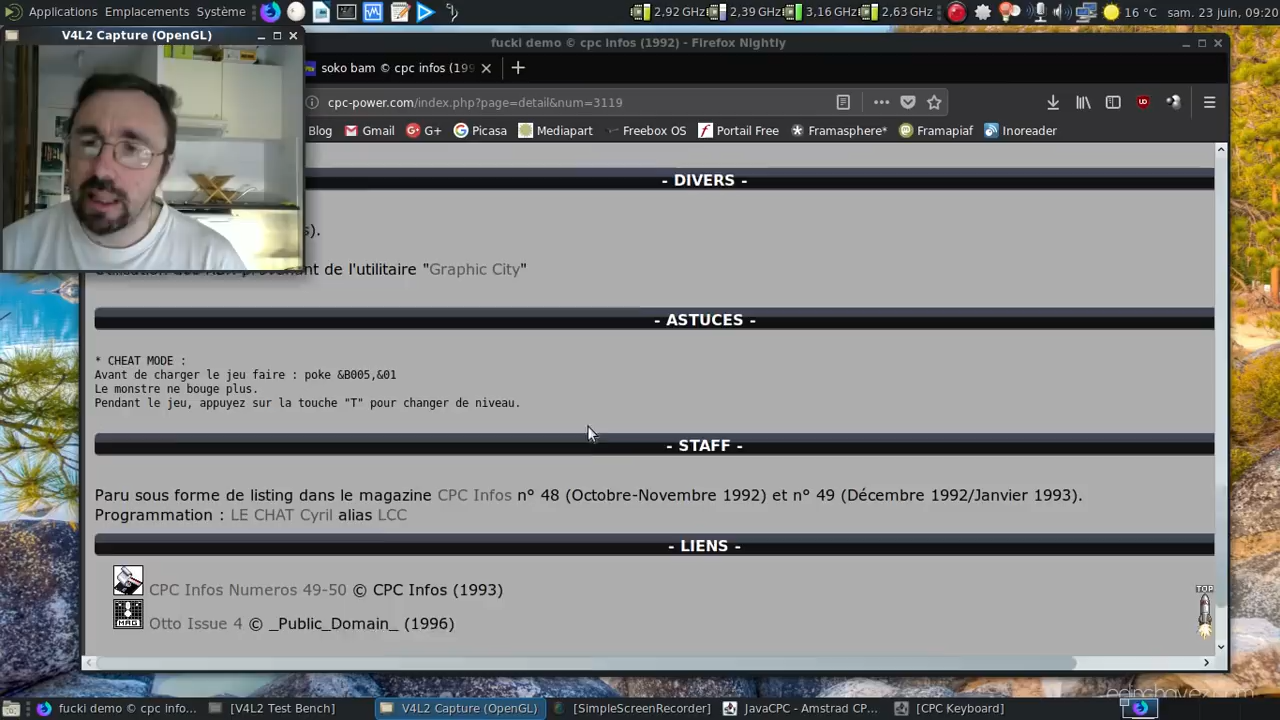 Applications Emplacements Système
2,92 GHz 2,39 GHz 3,16 GHz 2,63 GHz
16 °C sam. 23 juin, 09:20
V4L2 Capture (OpenGL)
fucki demo © cpc infos (1992) - Firefox Nightly
soko bam © cpc infos (199
cpc-power.com/index.php?page=detail&num=3119
Blog Gmail G+ Picasa Mediapart Freebox OS Portail Free Framasphere* Framapiaf Inoreader
- DIVERS -
).
de l'utilitaire "Graphic City"
- ASTUCES -
* CHEAT MODE :
Avant de charger le jeu faire : poke &B005,&01
Le monstre ne bouge plus.
Pendant le jeu, appuyez sur la touche "T" pour changer de niveau.
- STAFF -
Paru sous forme de listing dans le magazine CPC Infos n° 48 (Octobre-Novembre 1992) et n° 49 (Décembre 1992/Janvier 1993).
Programmation : LE CHAT Cyril alias LCC
- LIENS -
CPC Infos Numeros 49-50 © CPC Infos (1993)
MAG Otto Issue 4 © _Public_Domain_ (1996)
TOP
fucki demo © cpc info... [V4L2 Test Bench] V4L2 Capture (OpenGL) [SimpleScreenRecorder] JavaCPC - Amstrad CP... [CPC Keyboard]